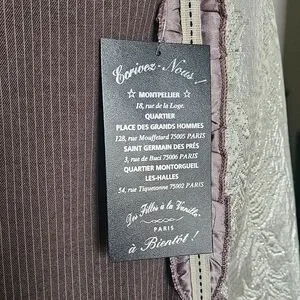 Ecrivez-Nous !
☆ MONTPELLIER ☆
18, rue de la Loge.
QUARTIER
PLACE DES GRANDS HOMMES
128, rue Mouffetard 75005 PARIS
SAINT GERMAIN DES PRÉS
3, rue de Buci 75006 PARIS
QUARTIER MONTORGUEIL
LES-HALLES
54, rue Tiquetonne 75002 PARIS
Des Filles à la Vanille
PARIS
à Bientôt !